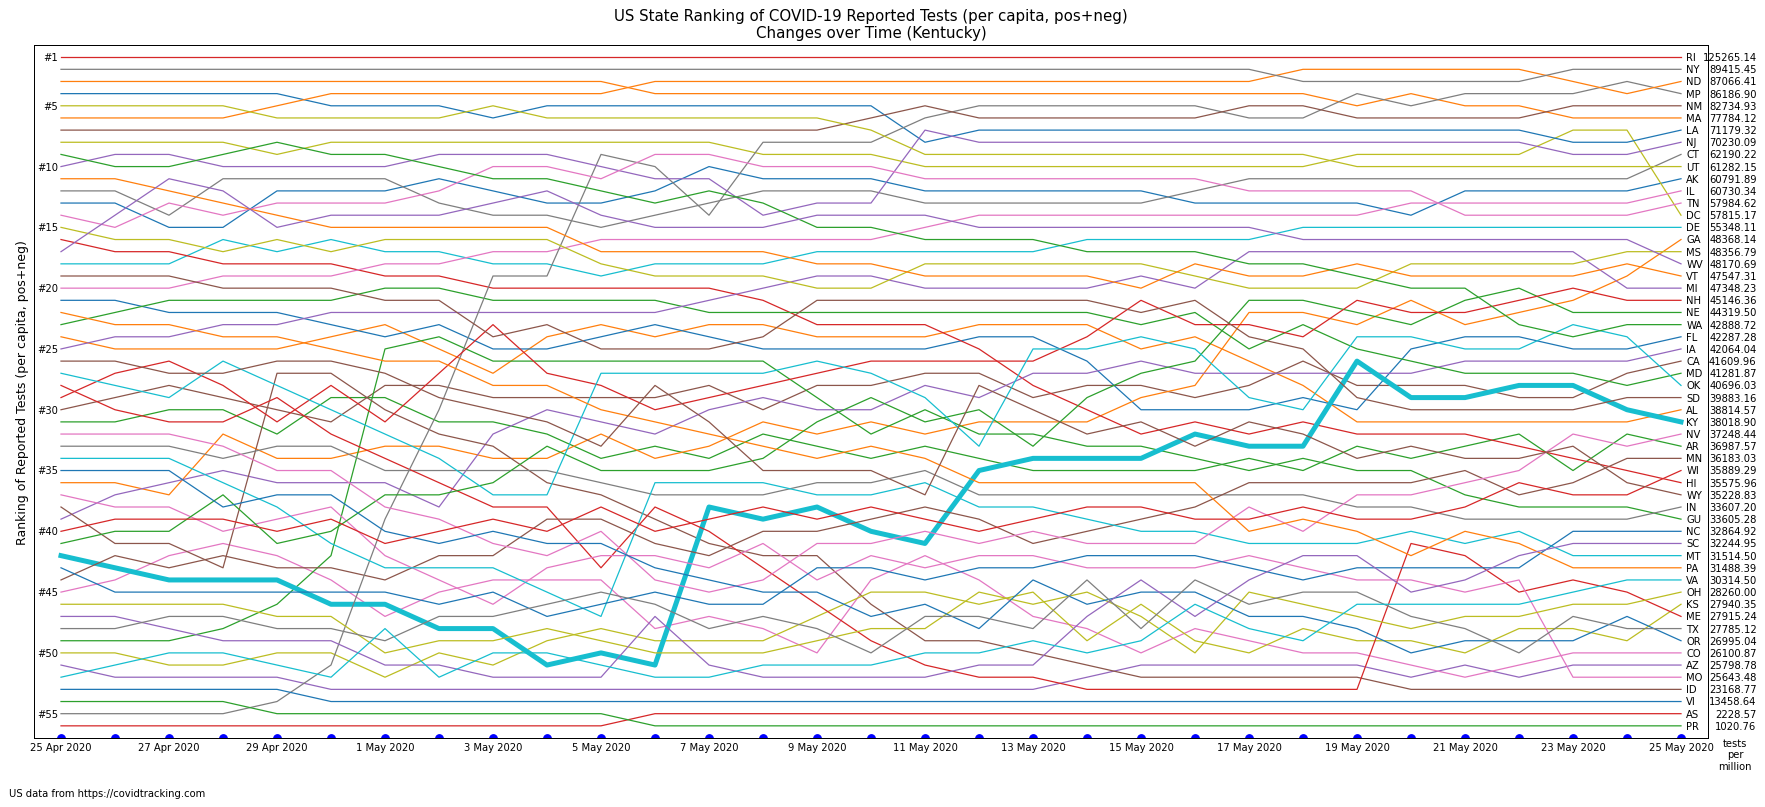 US State Ranking of COVID-19 Reported Tests (per capita, pos+neg)
Changes over Time (Kentucky)
Ranking of Reported Tests (per capita, pos+neg)
#1
#5
#10
#15
#20
#25
#30
#35
#40
#45
#50
#55
RI 125265.14
NY 89415.45
ND 87066.41
MP 86186.90
NM 82734.93
MA 77784.12
LA 71179.32
NJ 70230.09
CT 62190.22
UT 61282.15
AK 60791.89
IL 60730.34
TN 57984.62
DC 57815.17
DE 55348.11
GA 48368.14
MS 48356.79
WV 48170.69
VT 47547.31
MI 47348.23
NH 45146.36
NE 44319.50
WA 42888.72
FL 42287.28
IA 42064.04
CA 41609.96
MD 41281.87
OK 40696.03
SD 39883.16
AL 38814.57
KY 38018.90
NV 37248.44
AR 36987.57
MN 36183.03
WI 35889.29
HI 35575.96
WY 35228.83
IN 33607.20
GU 33605.28
NC 32864.92
SC 32244.95
MT 31514.50
PA 31488.39
VA 30314.50
OH 28260.00
KS 27940.35
ME 27915.24
TX 27785.12
OR 26995.04
CO 26100.87
AZ 25798.78
MO 25643.48
ID 23168.77
VI 13458.64
AS 2228.57
PR 1020.76
25 Apr 2020 27 Apr 2020 29 Apr 2020 1 May 2020 3 May 2020 5 May 2020 7 May 2020 9 May 2020 11 May 2020 13 May 2020 15 May 2020 17 May 2020 19 May 2020 21 May 2020 23 May 2020 25 May 2020
tests
per
million
US data from https://covidtracking.com